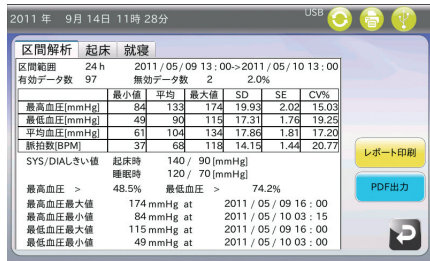 2011 年 9月 14日 11時 28分 USB
区間解析 起床 就寝
区間範囲 24 h 2011 / 05 / 09 13 : 00->2011 / 05 / 10 13 : 00
有効データ数 97 無効データ数 2 2.0%
最小値 平均 最大値 SD SE CV%
最高血圧[mmHg] 84 133 174 19.93 2.02 15.03
最低血圧[mmHg] 49 90 115 17.31 1.76 19.25
平均血圧[mmHg] 61 104 134 17.86 1.81 17.20
脈拍数[BPM] 37 68 118 14.15 1.44 20.77
SYS/DIALきい値 起床時 140 / 90 [mmHg]
睡眠時 120 / 70 [mmHg]
最高血圧 > 48.5% 最低血圧 > 74.2%
最高血圧最大値 174 mmHg at 2011 / 05 / 09 16 : 00
最高血圧最小値 84 mmHg at 2011 / 05 / 10 03 : 15
最低血圧最大値 115 mmHg at 2011 / 05 / 09 16 : 00
最低血圧最小値 49 mmHg at 2011 / 05 / 10 03 : 00
レポート印刷
PDF出力